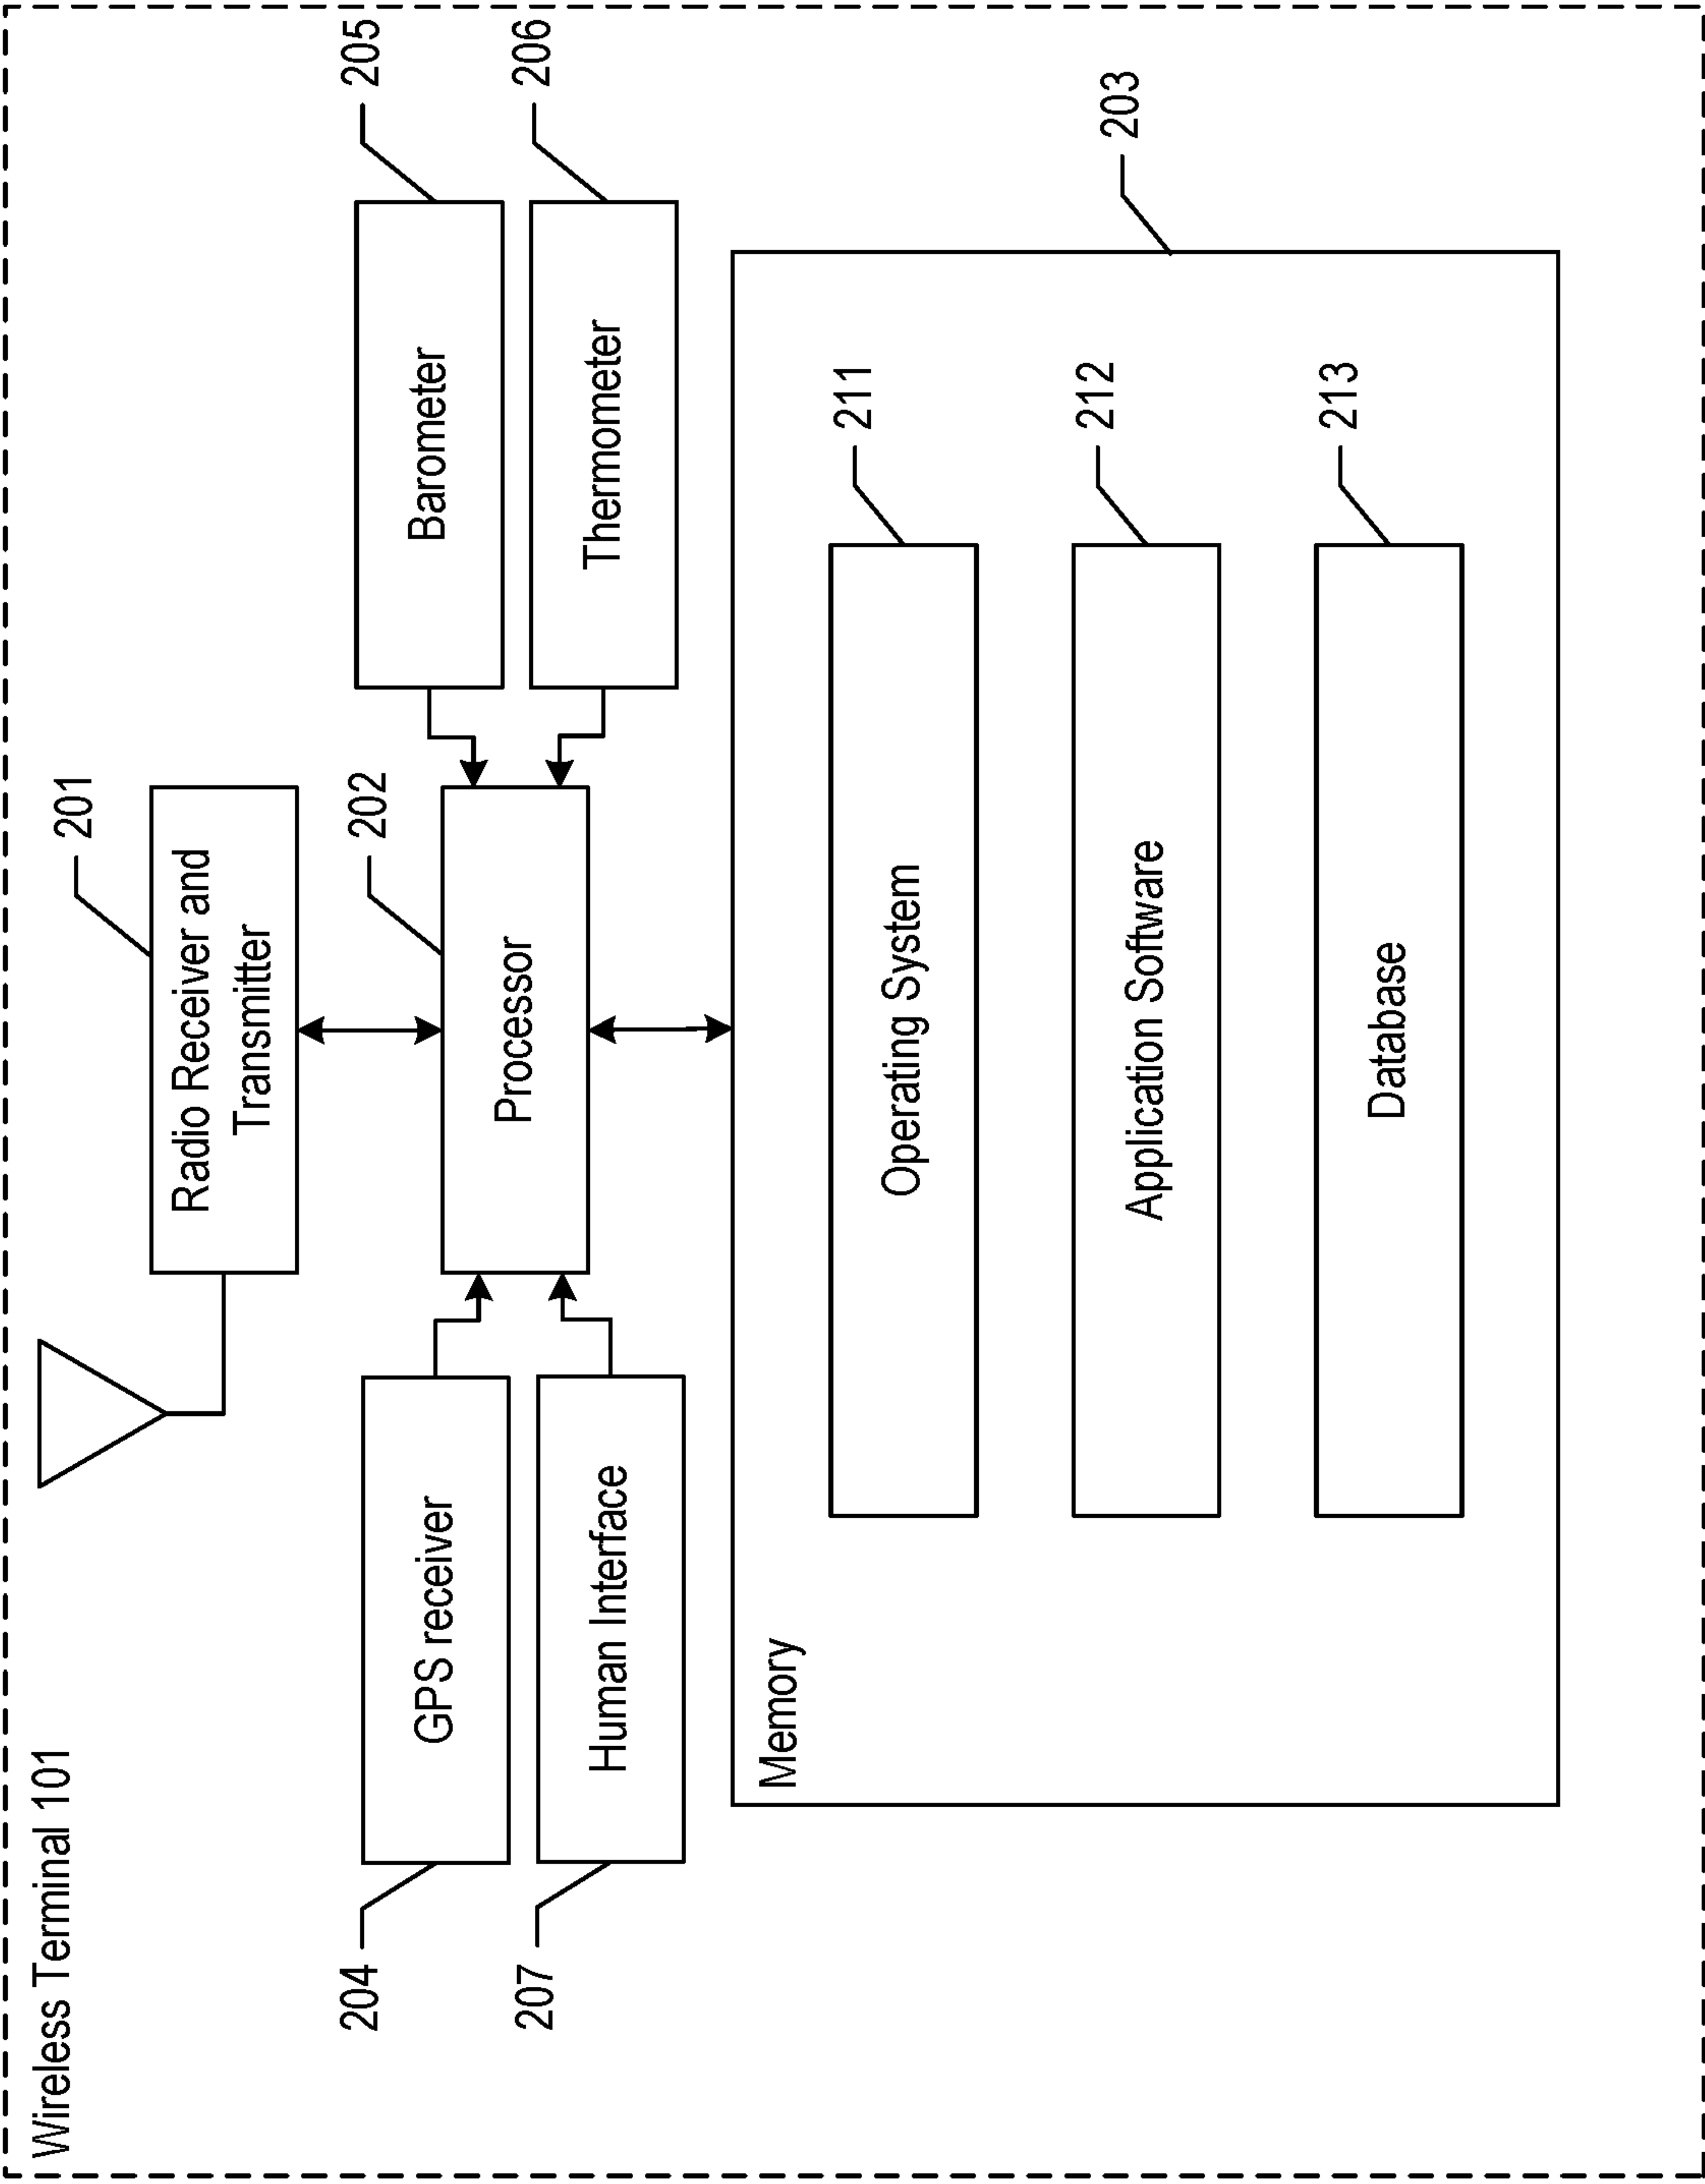 Wireless Terminal 101
201
Radio Receiver and
Transmitter
204
GPS receiver
202
Processor
205
Barometer
207
Human Interface
206
Thermometer
203
Memory
211
Operating System
212
Application Software
213
Database